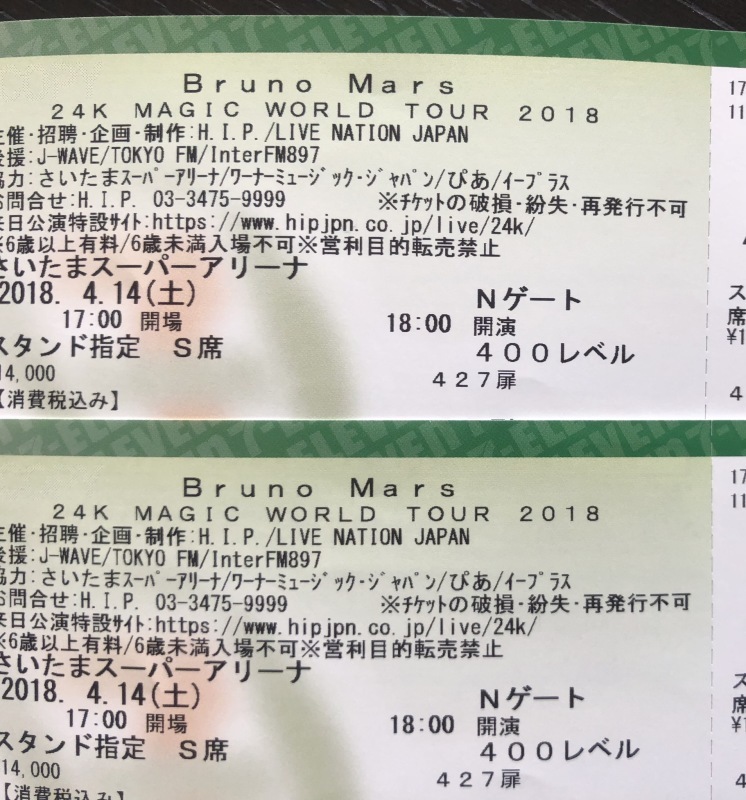 7-ELEVEN
Bruno Mars
24K MAGIC WORLD TOUR 2018
主催・招聘・企画・制作:H.I.P./LIVE NATION JAPAN
後援:J-WAVE/TOKYO FM/InterFM897
協力:さいたまスーパーアリーナ/ワーナーミュージック・ジャパン/ぴあ/イープラス
お問合せ:H.I.P. 03-3475-9999 ※チケットの破損・紛失・再発行不可
来日公演特設サイト:https://www.hipjpn.co.jp/live/24k/
※6歳以上有料/6歳未満入場不可※営利目的転売禁止
さいたまスーパーアリーナ
2018. 4.14(土) Nゲート
17:00 開場 18:00 開演
スタンド指定 S席 400レベル
14,000 427扉
【消費税込み】
17
11
ス
席
¥1
4
7-ELEVEN
Bruno Mars
24K MAGIC WORLD TOUR 2018
主催・招聘・企画・制作:H.I.P./LIVE NATION JAPAN
後援:J-WAVE/TOKYO FM/InterFM897
協力:さいたまスーパーアリーナ/ワーナーミュージック・ジャパン/ぴあ/イープラス
お問合せ:H.I.P. 03-3475-9999 ※チケットの破損・紛失・再発行不可
来日公演特設サイト:https://www.hipjpn.co.jp/live/24k/
※6歳以上有料/6歳未満入場不可※営利目的転売禁止
さいたまスーパーアリーナ
2018. 4.14(土) Nゲート
17:00 開場 18:00 開演
スタンド指定 S席 400レベル
14,000 427扉
【消費税込み】
17
11
ス
席
¥1
4